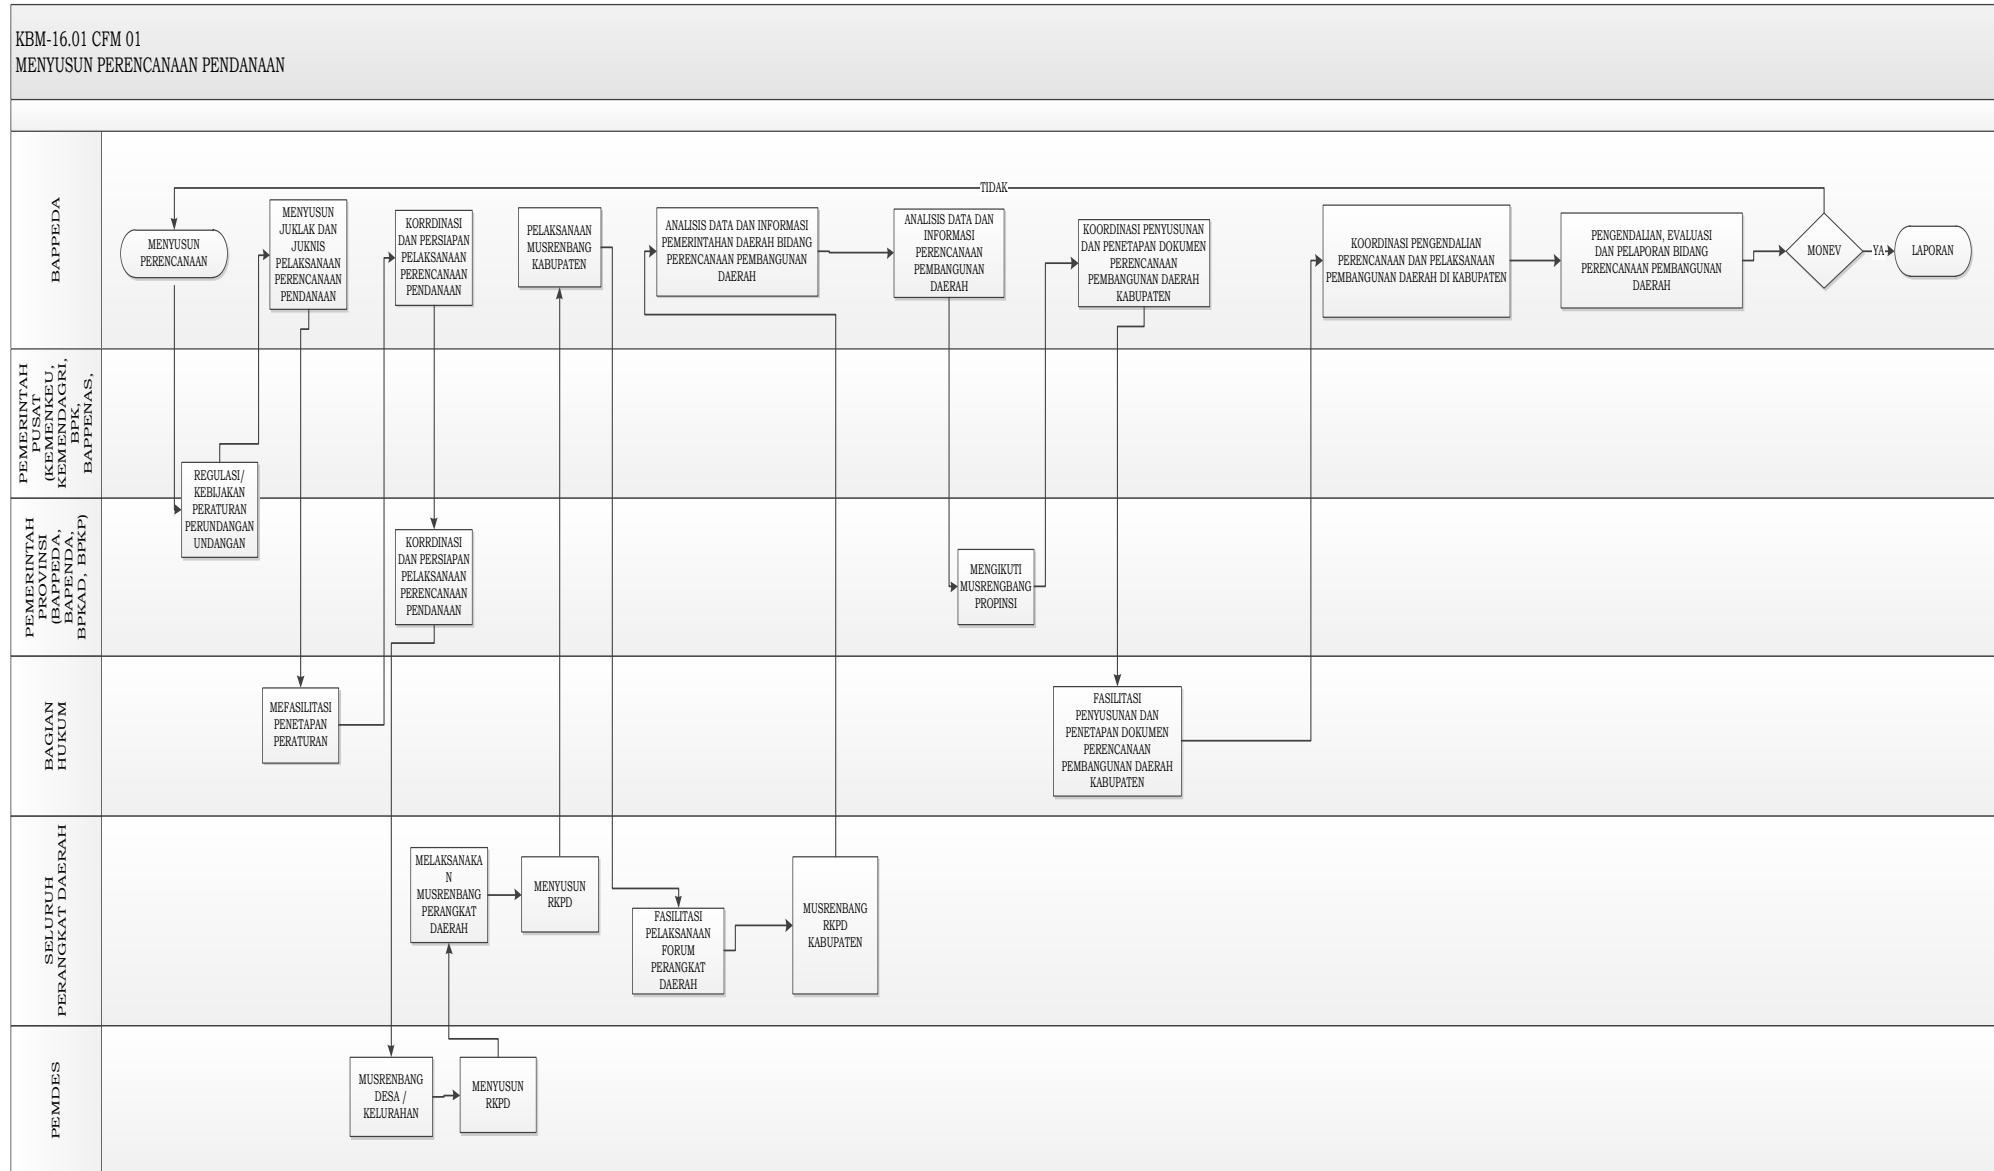 KBM-16.01 CFM 01
MENYUSUN PERENCANAAN PENDANAAN
BAPPEDA
TIDAK
MENYUSUN
PERENCANAAN
MENYUSUN
JUKLAK DAN
JUKNIS
PELAKSANAAN
PERENCANAAN
PENDANAAN
KORRDINASI
DAN PERSIAPAN
PELAKSANAAN
PERENCANAAN
PENDANAAN
PELAKSANAAN
MUSRENBANG
KABUPATEN
ANALISIS DATA DAN INFORMASI
PEMERINTAHAN DAERAH BIDANG
PERENCANAAN PEMBANGUNAN
DAERAH
ANALISIS DATA DAN
INFORMASI
PERENCANAAN
PEMBANGUNAN
DAERAH
KOORDINASI PENYUSUNAN
DAN PENETAPAN DOKUMEN
PERENCANAAN
PEMBANGUNAN DAERAH
KABUPATEN
KOORDINASI PENGENDALIAN
PERENCANAAN DAN PELAKSANAAN
PEMBANGUNAN DAERAH DI KABUPATEN
PENGENDALIAN, EVALUASI
DAN PELAPORAN BIDANG
PERENCANAAN PEMBANGUNAN
DAERAH
MONEV
YA
LAPORAN
PEMERINTAH
PUSAT
(KEMENKEU,
KEMENDAGRI,
BPK,
BAPPENAS,
REGULASI/
KEBIJAKAN
PERATURAN
PERUNDANGAN
UNDANGAN
PEMERINTAH
PROVINSI
(BAPPEDA,
BAPENDA,
BPKAD, BPKP)
KORRDINASI
DAN PERSIAPAN
PELAKSANAAN
PERENCANAAN
PENDANAAN
MENGIKUTI
MUSRENGBANG
PROPINSI
BAGIAN
HUKUM
MEFASILITASI
PENETAPAN
PERATURAN
FASILITASI
PENYUSUNAN DAN
PENETAPAN DOKUMEN
PERENCANAAN
PEMBANGUNAN DAERAH
KABUPATEN
SELURUH
PERANGKAT DAERAH
MELAKSANAKA
N
MUSRENBANG
PERANGKAT
DAERAH
MENYUSUN
RKPD
FASILITASI
PELAKSANAAN
FORUM
PERANGKAT
DAERAH
MUSRENBANG
RKPD
KABUPATEN
PEMDES
MUSRENBANG
DESA /
KELURAHAN
MENYUSUN
RKPD